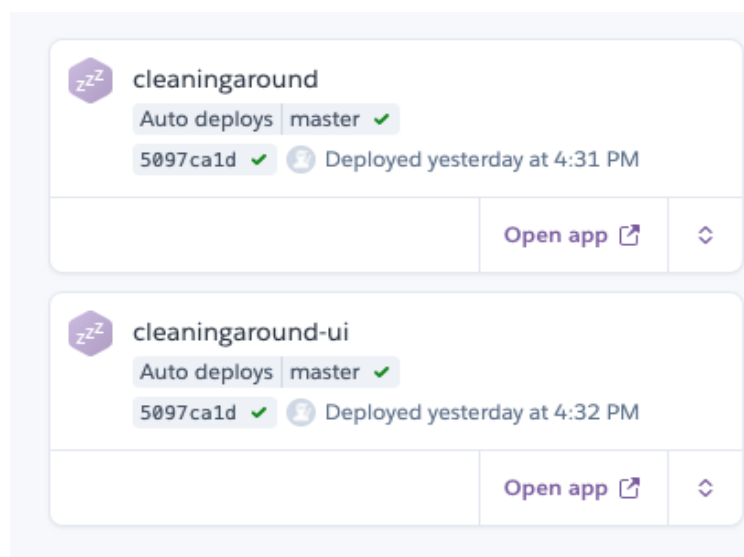 zzZ
cleaningaround
Auto deploys master
5097ca1d Deployed yesterday at 4:31 PM
Open app
zzZ
cleaningaround-ui
Auto deploys master
5097ca1d Deployed yesterday at 4:32 PM
Open app